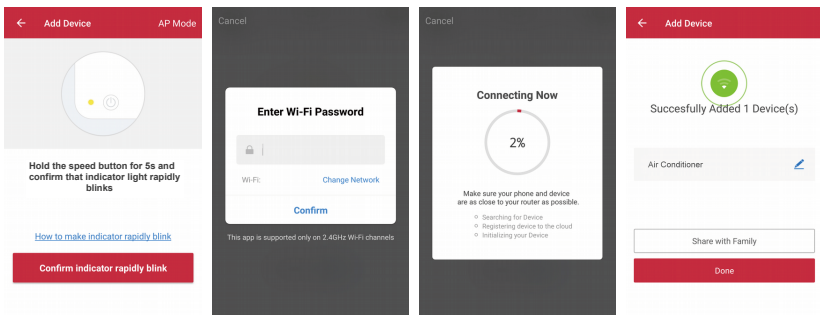 Add Device
AP Mode
Hold the speed button for 5s and
confirm that indicator light rapidly
blinks
How to make indicator rapidly blink
Confirm indicator rapidly blink
Cancel
Enter Wi-Fi Password
Wi-Fi:
Change Network
Confirm
This app is supported only on 2.4GHz Wi-Fi channels
Cancel
Connecting Now
2%
Make sure your phone and device
are as close to your router as possible.
Searching for Device
Registering device to the cloud
Initializing your Device
Add Device
Succesfully Added 1 Device(s)
Air Conditioner
Share with Family
Done